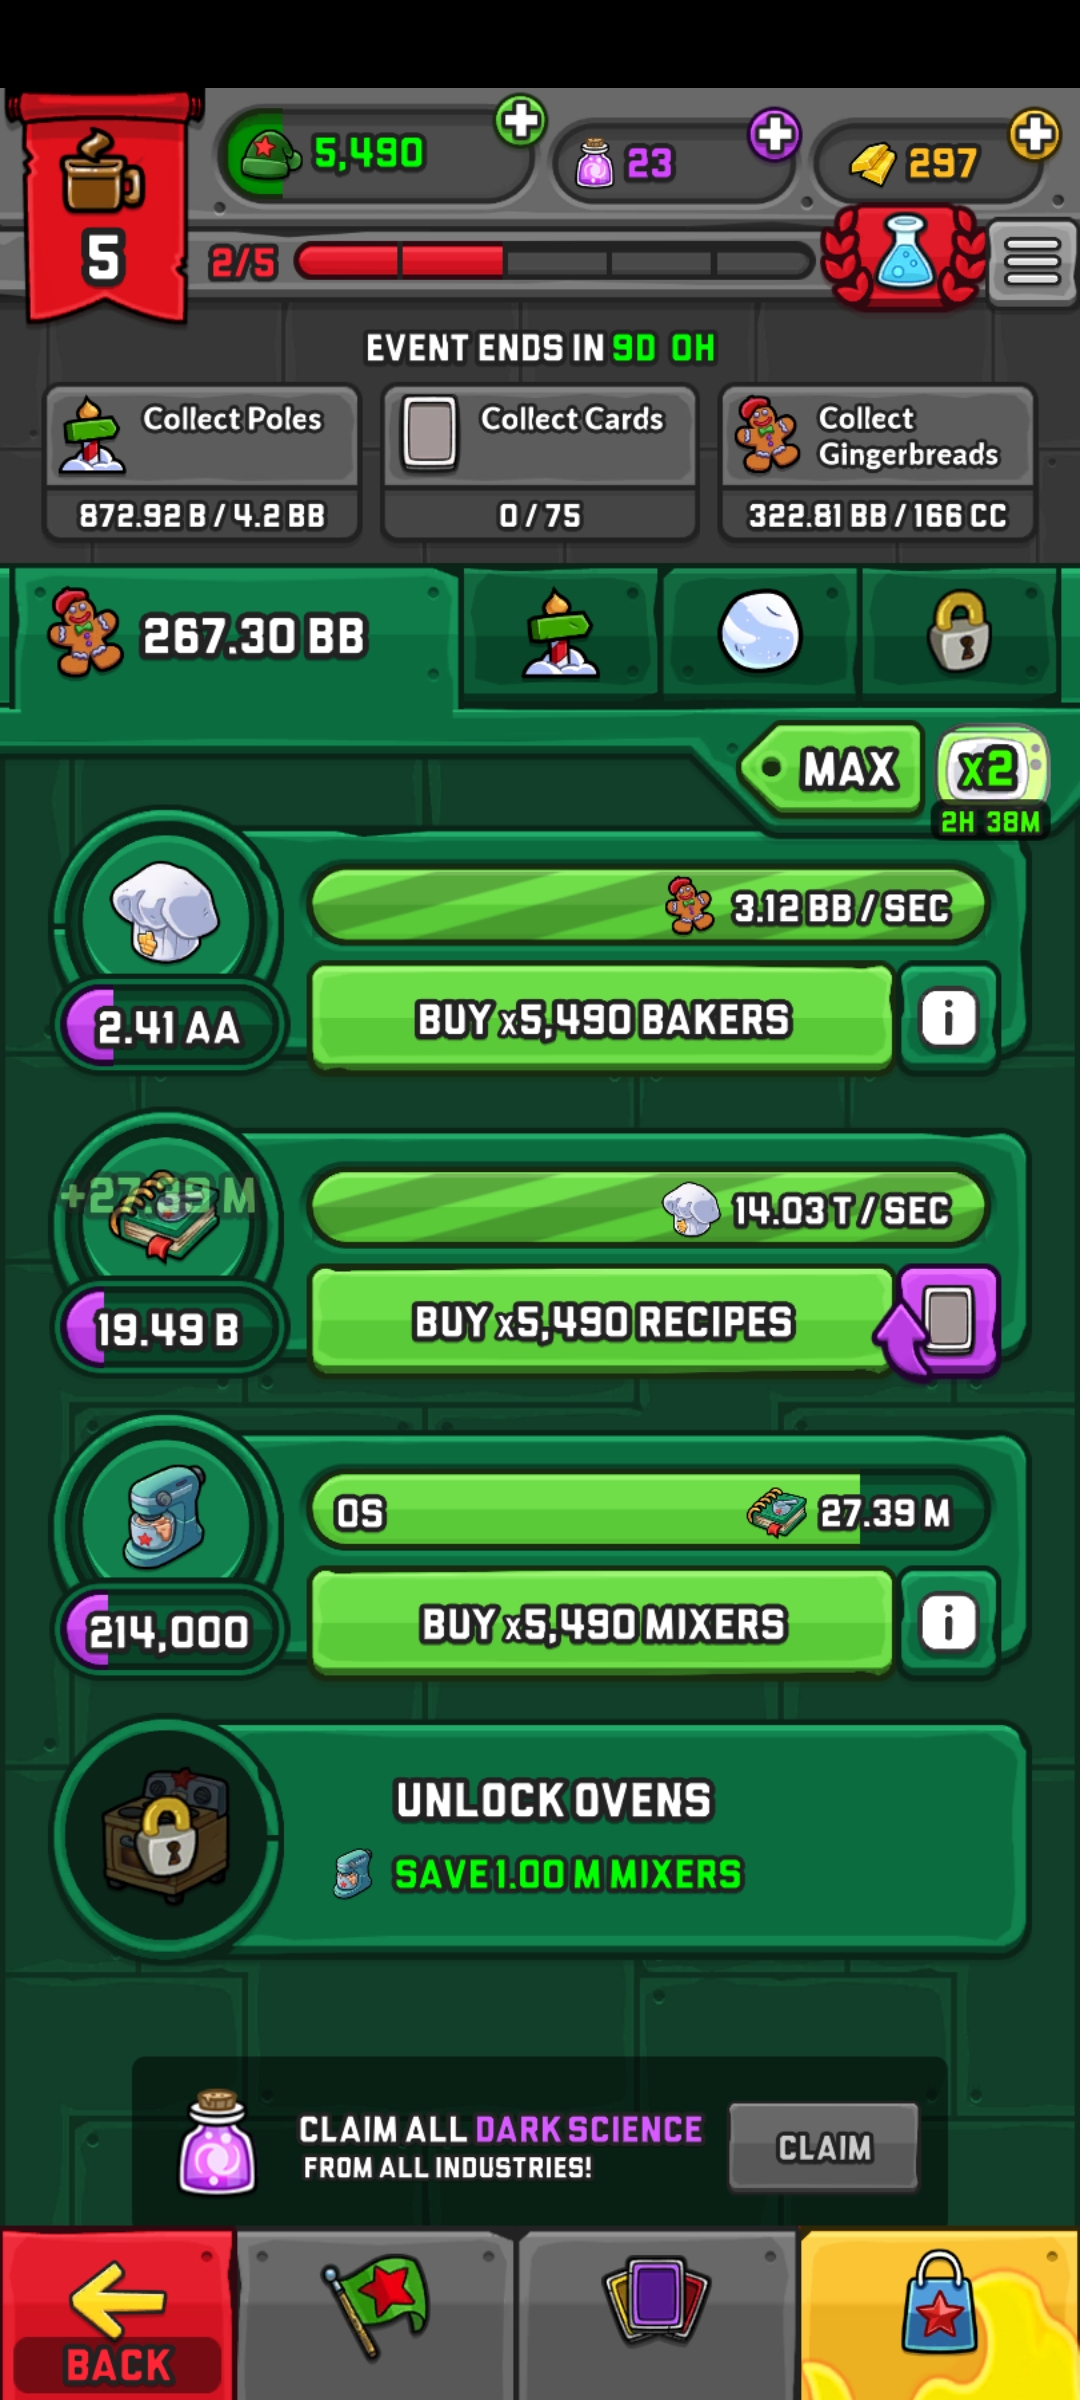 5,490
23
297
5
2/5
EVENT ENDS IN 9D 0H
Collect Poles
872.92 B / 4.2 BB
Collect Cards
0 / 75
Collect
Gingerbreads
322.81 BB / 166 CC
267.30 BB
MAX
x2
2H 38M
3.12 BB / SEC
2.41 AA
BUY x5,490 BAKERS
i
+27.39 M
14.03 T / SEC
19.49 B
BUY x5,490 RECIPES
0S
27.39 M
214,000
BUY x5,490 MIXERS
i
UNLOCK OVENS
SAVE 1.00 M MIXERS
CLAIM ALL DARK SCIENCE
FROM ALL INDUSTRIES!
CLAIM
BACK